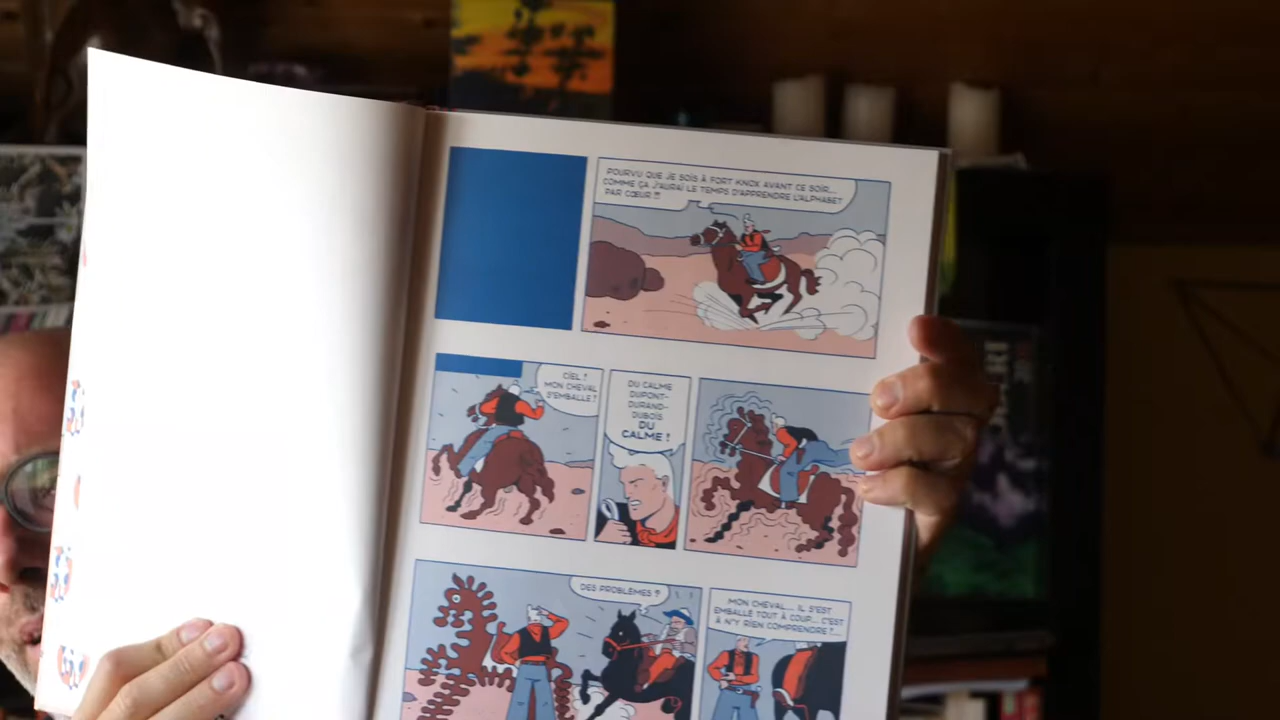 POURVU QUE JE SOIS À FORT KNOX AVANT CE SOIR...
COMME ÇA J'AURAI LE TEMPS D'APPRENDRE L'ALPHABET
PAR CŒUR !!
CIEL !
MON CHEVAL
S'EMBALLE !
DU CALME
DUPONT-
DURAND-
DUBOIS
DU
CALME !
DES PROBLÈMES ?
MON CHEVAL... IL S'EST
EMBALLÉ TOUT À COUP... C'EST
À N'Y RIEN COMPRENDRE !...